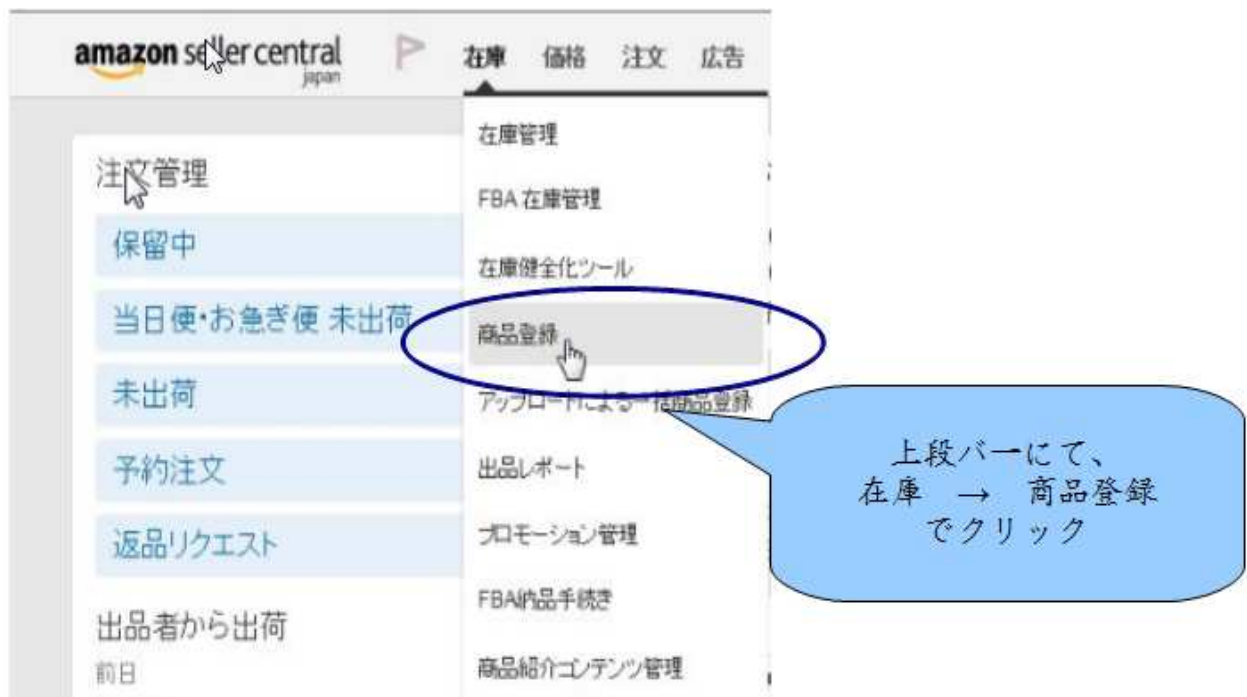 amazon seller central
japan
在庫 価格 注文 広告
注文管理
保留中
当日便・お急ぎ便 未出荷
未出荷
予約注文
返品リクエスト
出品者から出荷
前日
在庫管理
FBA 在庫管理
在庫健全化ツール
商品登録
アップロードによる一括商品登録
出品レポート
プロモーション管理
FBA納品手続き
商品紹介コンテンツ管理
上段バーにて、
在庫 → 商品登録
でクリック